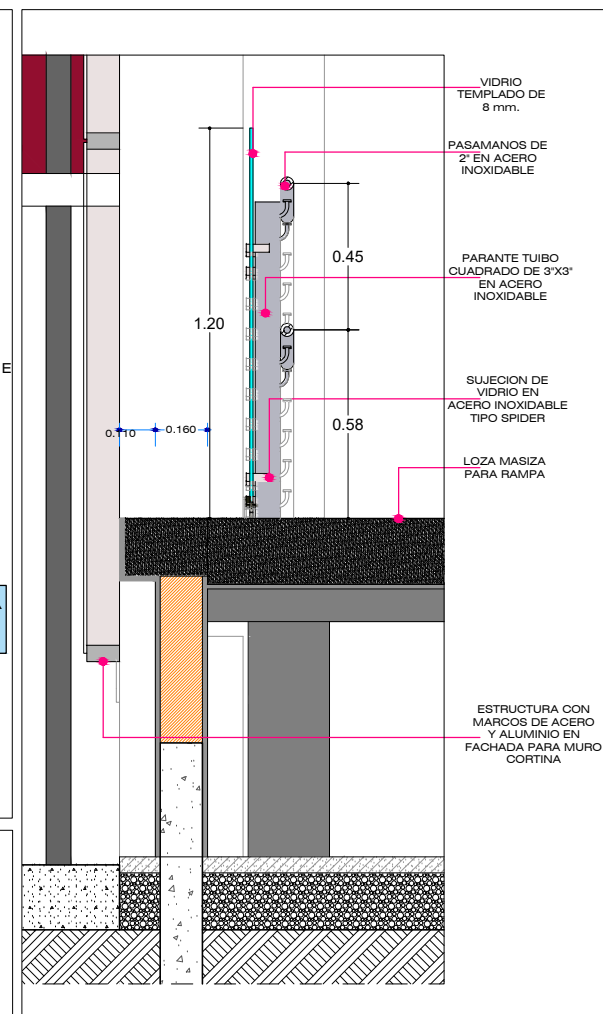 VIDRIO
TEMPLADO DE
8 mm.
PASAMANOS DE
2" EN ACERO
INOXIDABLE
0.45
PARANTE TUIBO
CUADRADO DE 3"X3"
EN ACERO
INOXIDABLE
1.20
E
SUJECION DE
VIDRIO EN
ACERO INOXIDABLE
TIPO SPIDER
0.58
0.110
0.160
LOZA MASIZA
PARA RAMPA
ESTRUCTURA CON
MARCOS DE ACERO
Y ALUMINIO EN
FACHADA PARA MURO
CORTINA